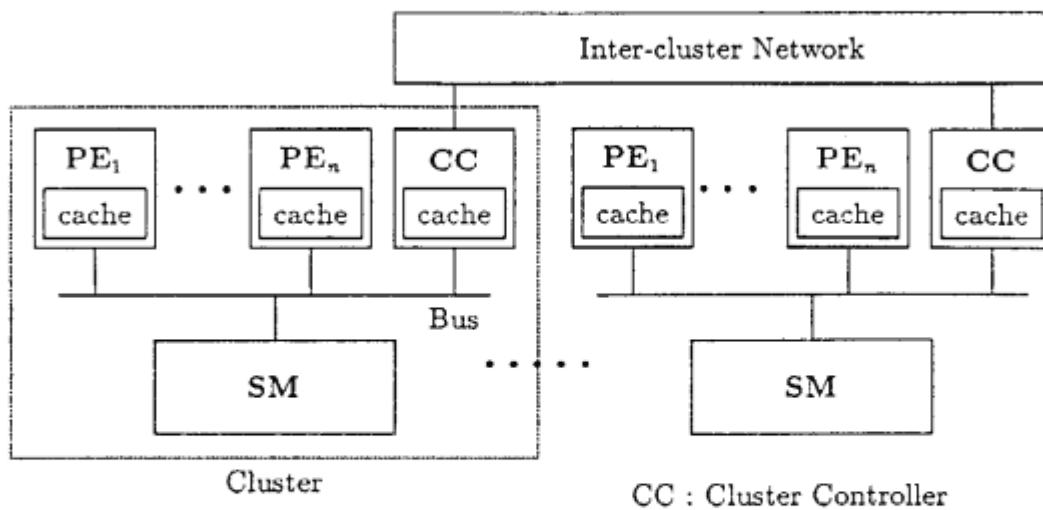 Inter-cluster Network
PE₁ • • • PEₙ CC PE₁ • • • PEₙ CC
cache cache cache cache cache cache
Bus
SM • • • • • SM
Cluster
CC : Cluster Controller